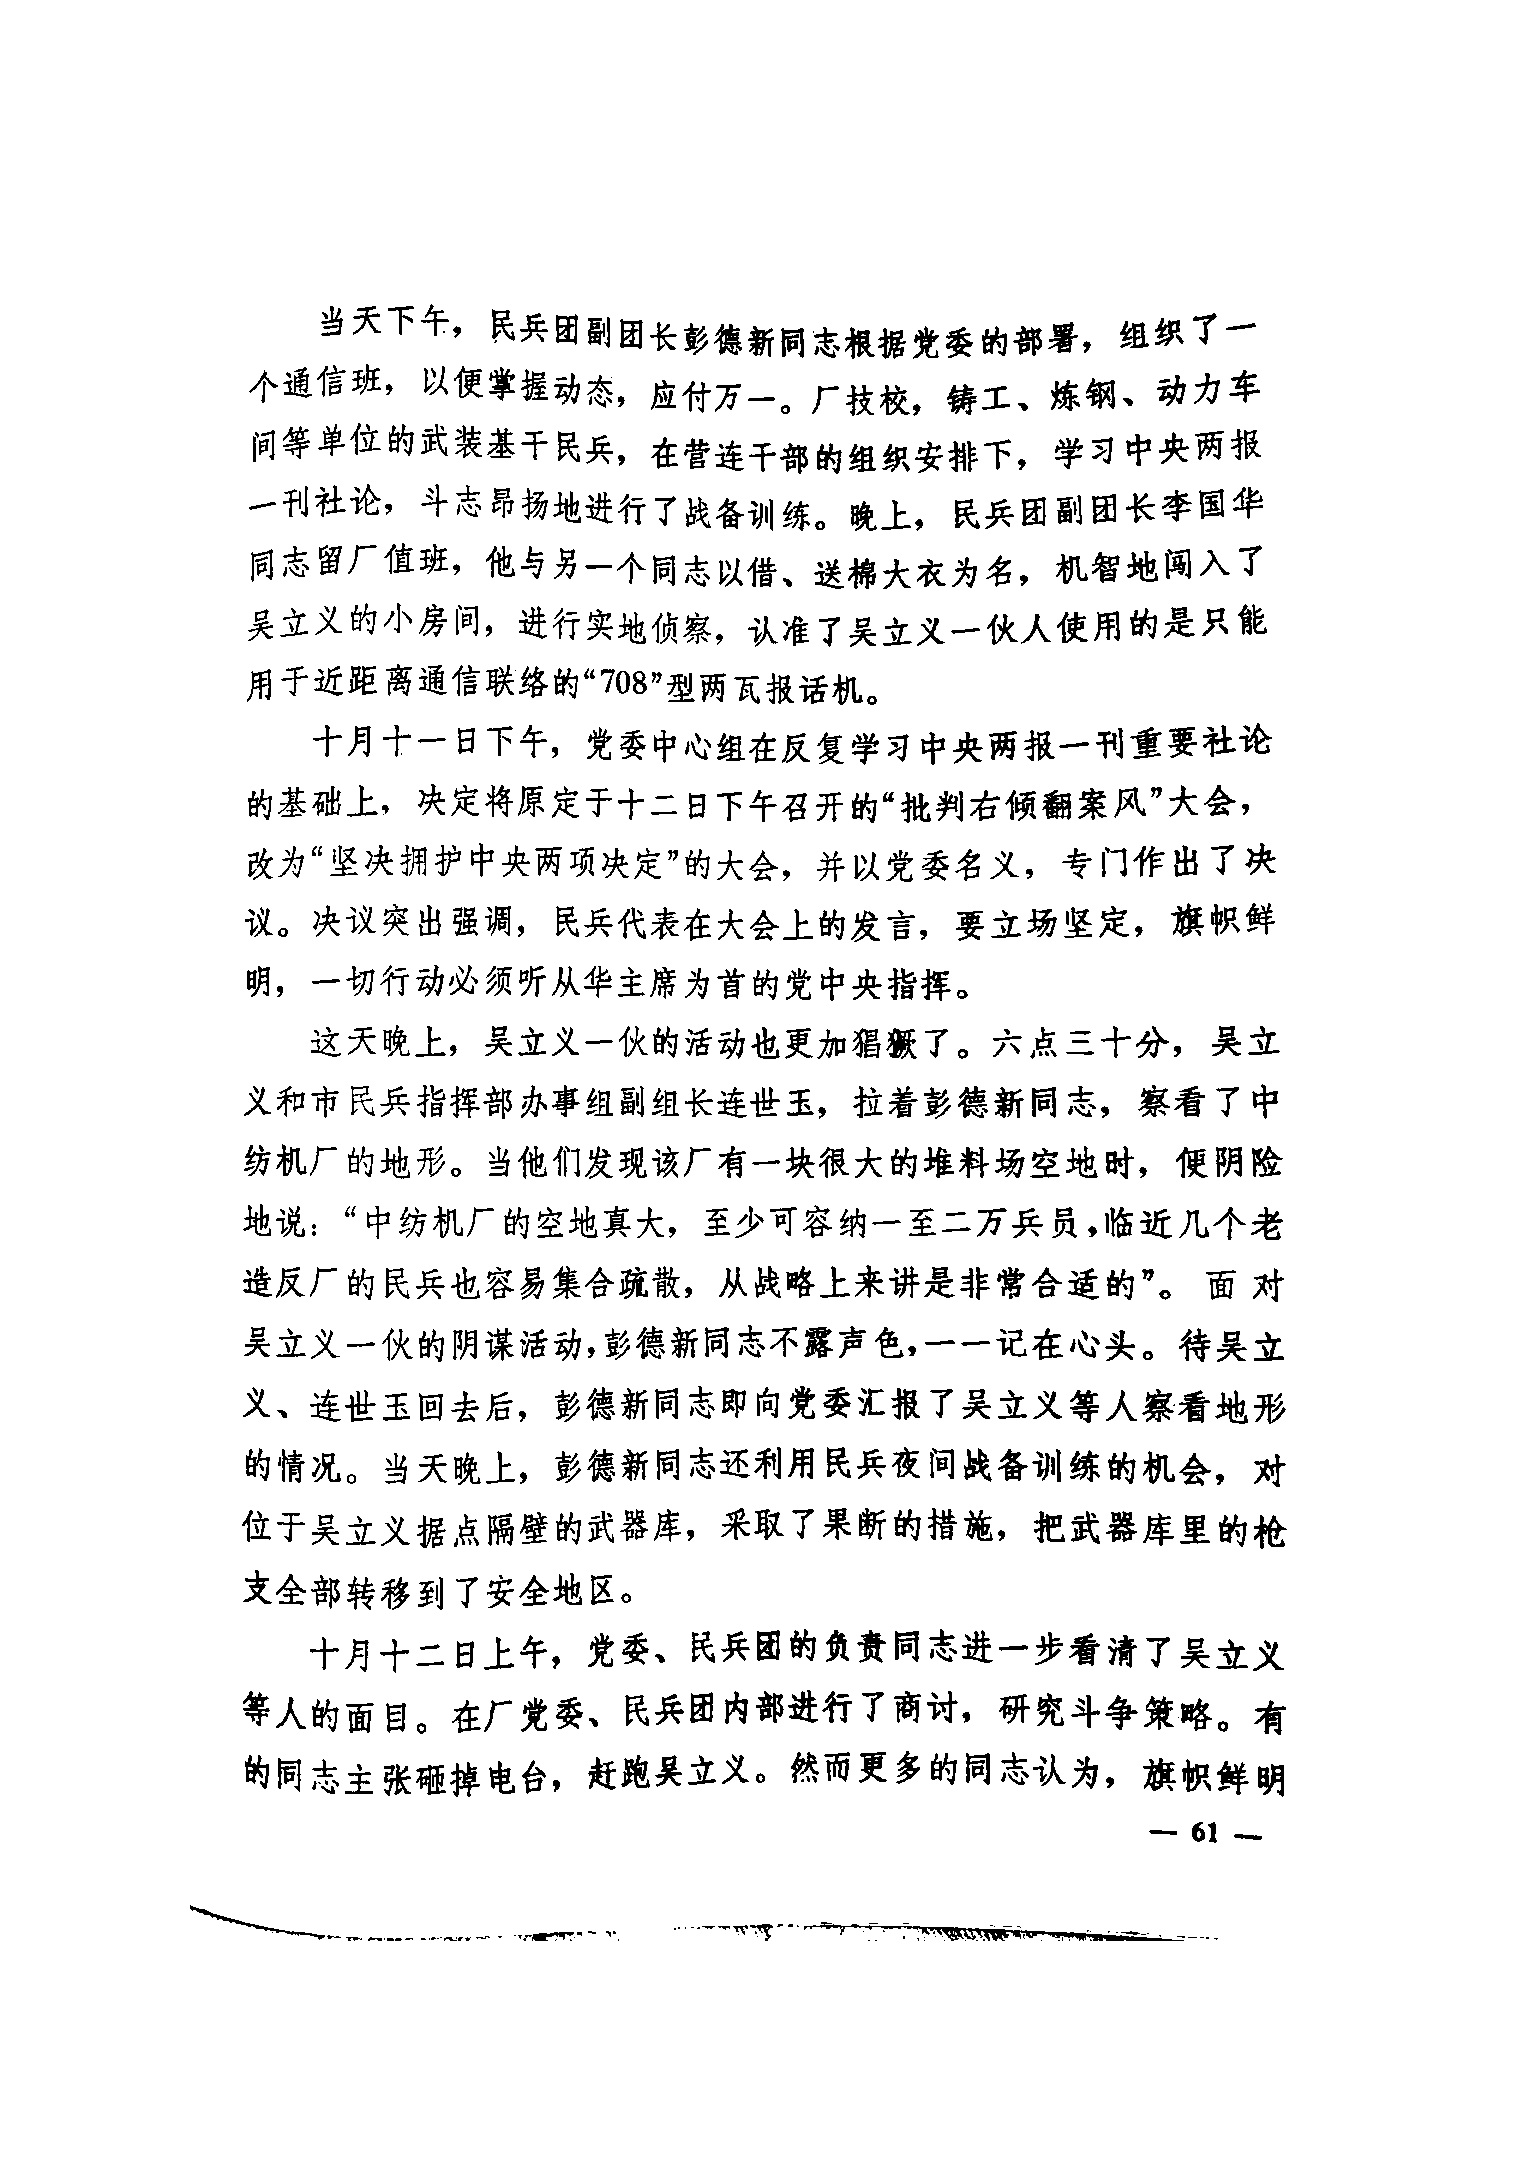 当天下午，民兵团副团长彭德新同志根据党委的部署，组织了一
个通信班，以便掌握动态，应付万一。厂技校，铸工、炼钢、动力车
间等单位的武装基干民兵，在营连干部的组织安排下，学习中央两报
一刊社论，斗志昂扬地进行了战备训练。晚上，民兵团副团长李国华
同志留厂值班，他与另一个同志以借、送棉大衣为名，机智地闯入了
吴立义的小房间，进行实地侦察，认准了吴立义一伙人使用的是只能
用于近距离通信联络的“708”型两瓦报话机。
十月十一日下午，党委中心组在反复学习中央两报一刊重要社论
的基础上，决定将原定于十二日下午召开的“批判右倾翻案风”大会，
改为“坚决拥护中央两项决定”的大会，并以党委名义，专门作出了决
议。决议突出强调，民兵代表在大会上的发言，要立场坚定，旗帜鲜
明，一切行动必须听从华主席为首的党中央指挥。
这天晚上，吴立义一伙的活动也更加猖獗了。六点三十分，吴立
义和市民兵指挥部办事组副组长连世玉，拉着彭德新同志，察看了中
纺机厂的地形。当他们发现该厂有一块很大的堆料场空地时，便阴险
地说：“中纺机厂的空地真大，至少可容纳一至二万兵员，临近几个老
造反厂的民兵也容易集合疏散，从战略上来讲是非常合适的”。面对
吴立义一伙的阴谋活动，彭德新同志不露声色，一一记在心头。待吴立
义、连世玉回去后，彭德新同志即向党委汇报了吴立义等人察看地形
的情况。当天晚上，彭德新同志还利用民兵夜间战备训练的机会，对
位于吴立义据点隔壁的武器库，采取了果断的措施，把武器库里的枪
支全部转移到了安全地区。
十月十二日上午，党委、民兵团的负责同志进一步看清了吴立义
等人的面目。在厂党委、民兵团内部进行了商讨，研究斗争策略。有
的同志主张砸掉电台，赶跑吴立义。然而更多的同志认为，旗帜鲜明
— 61 —